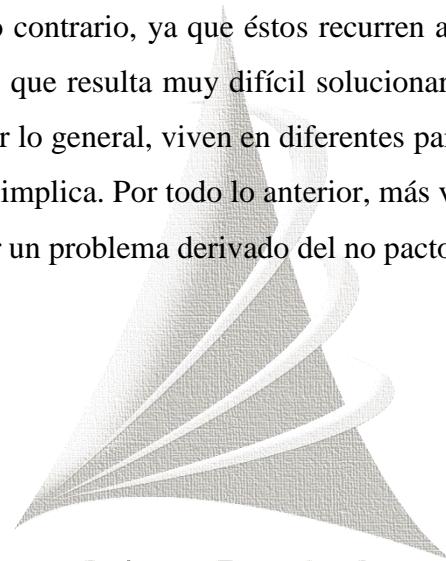 contrario, ya que éstos recurren a
que resulta muy difícil solucionar
lo general, viven en diferentes
implica. Por todo lo anterior, más
un problema derivado del no pacto